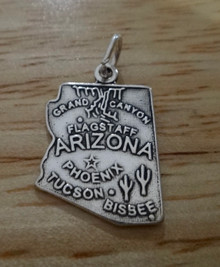 GRAND CANYON
FLAGSTAFF
ARIZONA
PHOENIX
TUCSON
BISBEE